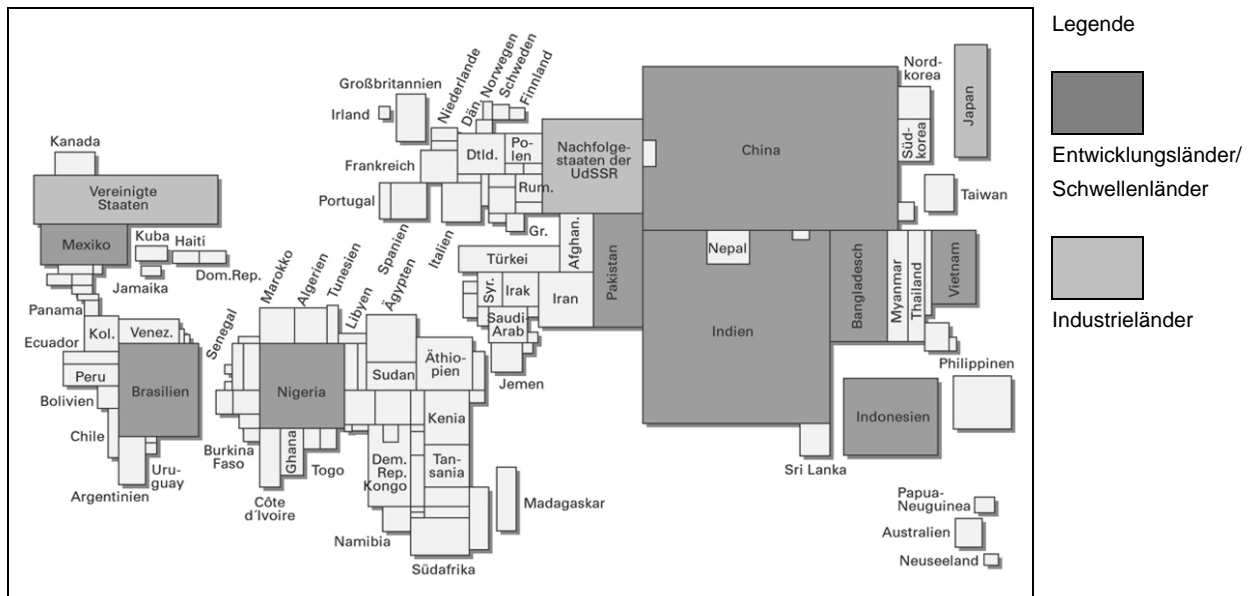 Kanada
Vereinigte
Staaten
Mexiko
Kuba
Haiti
Dom.Rep.
Jamaika
Panama
Kol.
Venez.
Ecuador
Peru
Brasilien
Bolivien
Chile
Uru-
guay
Argentinien
Großbritannien
Irland
Niederlande
Dän.
Norwegen
Schweden
Finnland
Frankreich
Dtld.
Po-
len
Rum.
Portugal
Spanien
Italien
Gr.
Nachfolge-
staaten der
UdSSR
Marokko
Algerien
Tunesien
Libyen
Ägypten
Senegal
Nigeria
Sudan
Äthio-
pien
Kenia
Burkina
Faso
Ghana
Togo
Côte
d´Ivoire
Dem.
Rep.
Kongo
Tan-
sania
Namibia
Südafrika
Madagaskar
Türkei
Syr.
Irak
Iran
Saudi-
Arab
Jemen
Afghan.
Pakistan
China
Nepal
Indien
Bangladesch
Myanmar
Thailand
Vietnam
Sri Lanka
Indonesien
Philippinen
Nord-
korea
Süd-
korea
Japan
Taiwan
Papua-
Neuguinea
Australien
Neuseeland
Legende
Entwicklungsländer/
Schwellenländer
Industrieländer